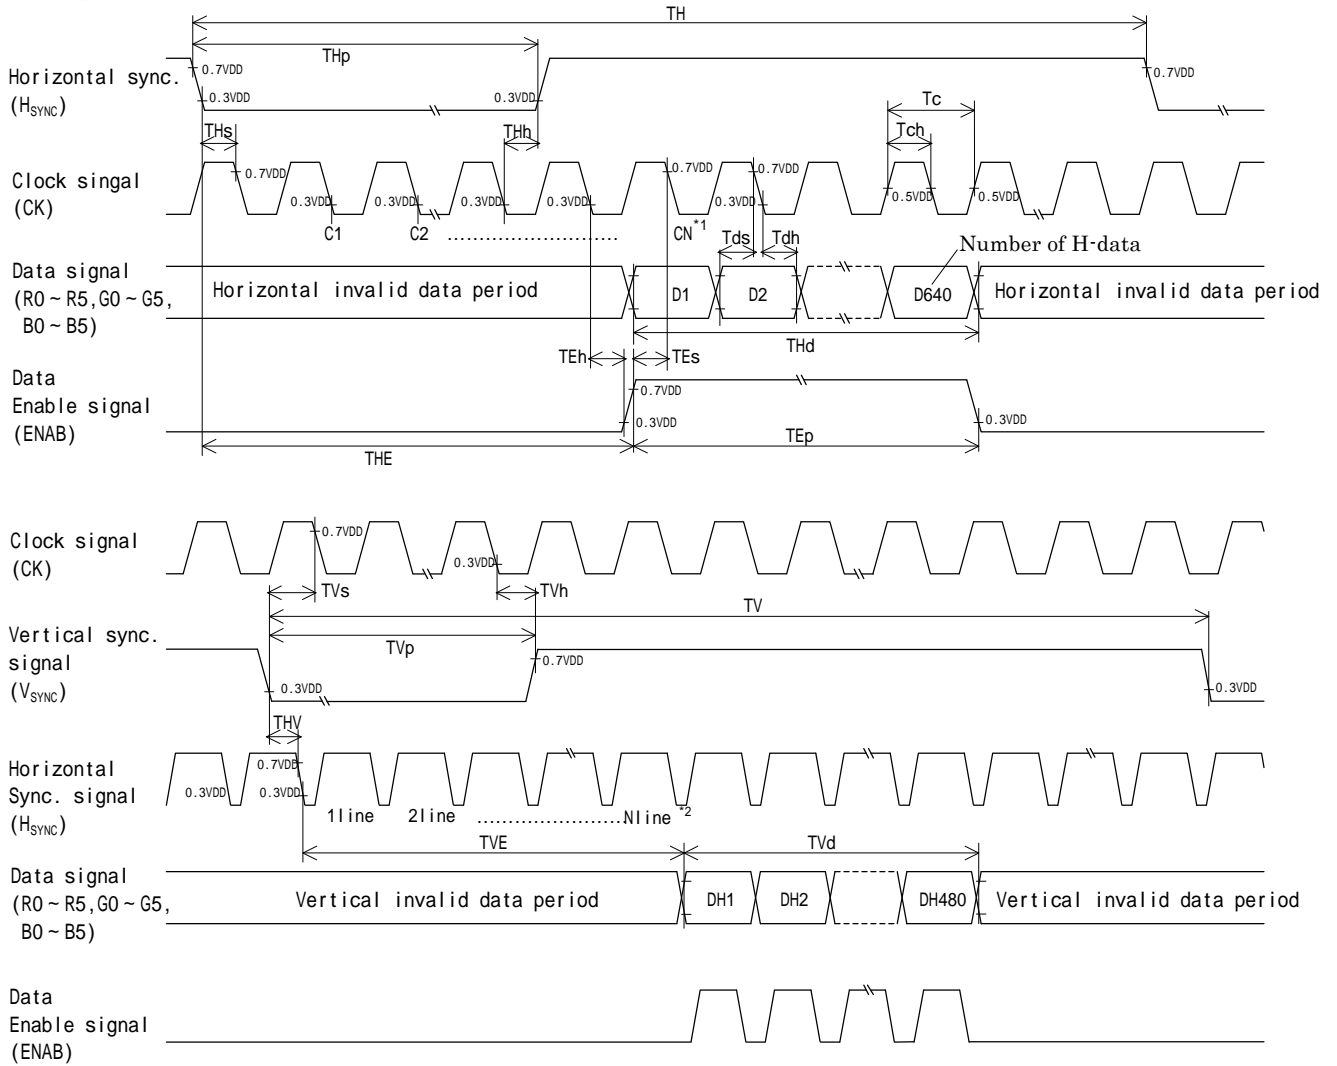 TH
THp
Horizontal sync.
(HSYNC)
0.7VDD
0.3VDD
0.3VDD
0.7VDD
THs
THh
Tc
Tch
Clock singal
(CK)
0.7VDD
0.3VDD
0.3VDD
0.3VDD
0.3VDD
0.7VDD
0.3VDD
0.7VDD
0.5VDD
0.5VDD
C1
C2
CN*1
Tds
Tdh
Number of H-data
Data signal
(R0~R5,G0~G5,
B0~B5)
Horizontal invalid data period
D1
D2
D640
Horizontal invalid data period
THd
TEh
TEs
Data
Enable signal
(ENAB)
0.7VDD
0.3VDD
0.3VDD
THE
TEp
Clock signal
(CK)
0.7VDD
0.3VDD
TVs
TVh
TV
Vertical sync.
signal
(VSYNC)
TVp
0.7VDD
0.3VDD
0.3VDD
THV
Horizontal
Sync. signal
(HSYNC)
0.3VDD
0.7VDD
0.3VDD
1line
2line
Nline*2
TVE
TVd
Data signal
(R0~R5,G0~G5,
B0~B5)
Vertical invalid data period
DH1
DH2
DH480
Vertical invalid data period
Data
Enable signal
(ENAB)